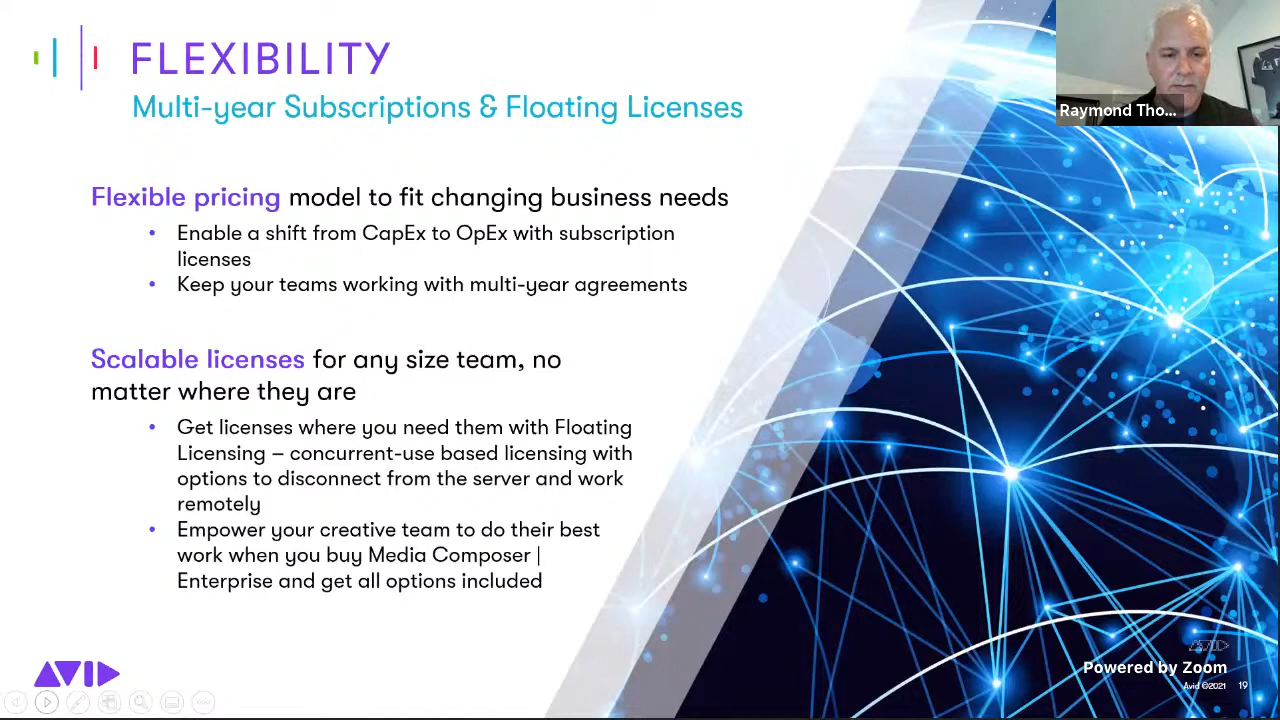 FLEXIBILITY
Multi-year Subscriptions & Floating Licenses
Raymond Tho...
Flexible pricing model to fit changing business needs
• Enable a shift from CapEx to OpEx with subscription
licenses
• Keep your teams working with multi-year agreements
Scalable licenses for any size team, no
matter where they are
• Get licenses where you need them with Floating
Licensing – concurrent-use based licensing with
options to disconnect from the server and work
remotely
• Empower your creative team to do their best
work when you buy Media Composer |
Enterprise and get all options included
AVID
AVID
Powered by Zoom
Avid ©2021 19